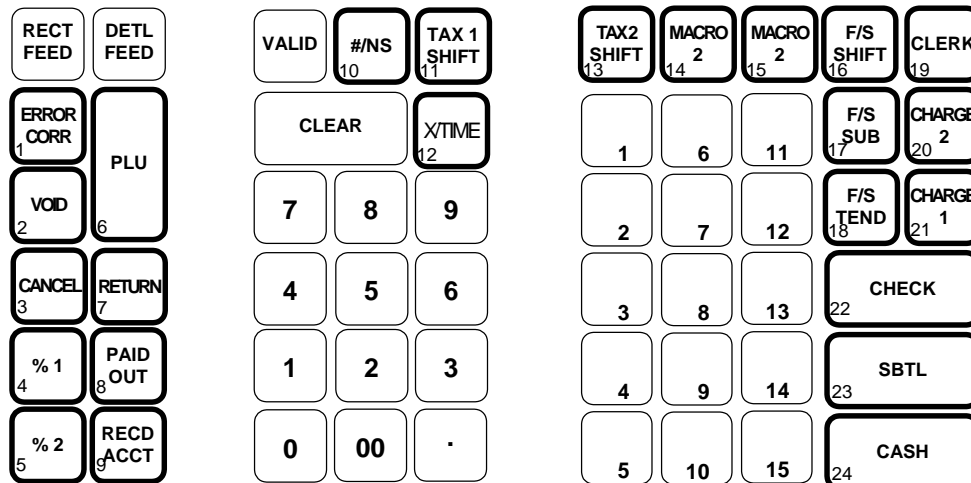 RECT
FEED
DETL
FEED
VALID
#/NS
10
TAX 1
SHIFT
11
TAX2
SHIFT
13
MACRO
2
14
MACRO
2
15
F/S
SHIFT
16
CLERK
19
ERROR
CORR
1
PLU
6
CLEAR
X/TIME
12
1
6
11
F/S
SUB
17
CHARGE
2
20
VOID
2
7
8
9
2
7
12
F/S
TEND
18
CHARGE
1
21
CANCEL
3
RETURN
7
4
5
6
3
8
13
CHECK
22
% 1
4
PAID
OUT
8
1
2
3
4
9
14
SBTL
23
% 2
5
RECD
ACCT
9
0
00
.
5
10
15
CASH
24